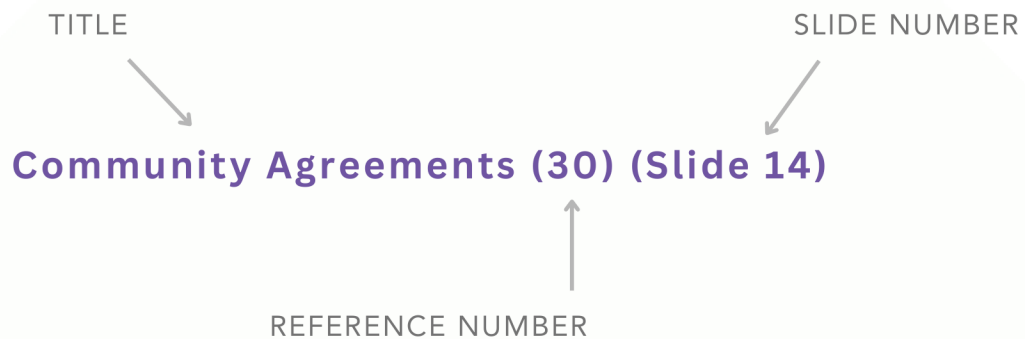 TITLE
SLIDE NUMBER
Community Agreements (30) (Slide 14)
REFERENCE NUMBER